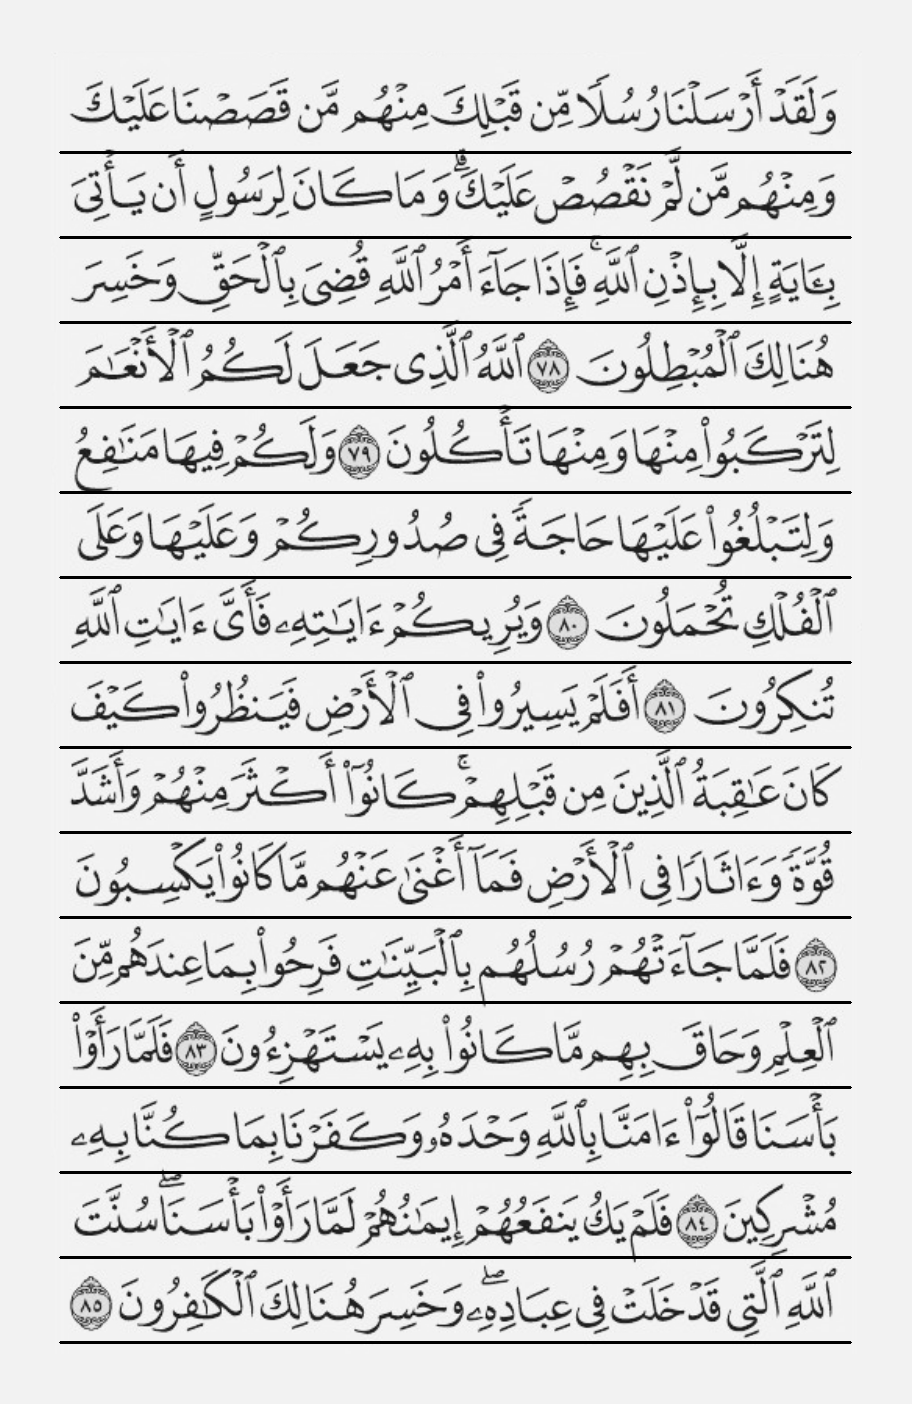 وَلَقَدۡ أَرۡسَلۡنَا رُسُلٗا مِّن قَبۡلِكَ مِنۡهُم مَّن قَصَصۡنَا عَلَيۡكَ
وَمِنۡهُم مَّن لَّمۡ نَقۡصُصۡ عَلَيۡكَۗ وَمَا كَانَ لِرَسُولٍ أَن يَأۡتِيَ
بِـَٔايَةٍ إِلَّا بِإِذۡنِ ٱللَّهِۚ فَإِذَا جَآءَ أَمۡرُ ٱللَّهِ قُضِيَ بِٱلۡحَقِّ وَخَسِرَ
هُنَالِكَ ٱلۡمُبۡطِلُونَ ٧٨ ٱللَّهُ ٱلَّذِي جَعَلَ لَكُمُ ٱلۡأَنۡعَٰمَ
لِتَرۡكَبُواْ مِنۡهَا وَمِنۡهَا تَأۡكُلُونَ ٧٩ وَلَكُمۡ فِيهَا مَنَٰفِعُ
وَلِتَبۡلُغُواْ عَلَيۡهَا حَاجَةٗ فِي صُدُورِكُمۡ وَعَلَيۡهَا وَعَلَى
ٱلۡفُلۡكِ تُحۡمَلُونَ ٨٠ وَيُرِيكُمۡ ءَايَٰتِهِۦ فَأَيَّ ءَايَٰتِ ٱللَّهِ
تُنكِرُونَ ٨١ أَفَلَمۡ يَسِيرُواْ فِي ٱلۡأَرۡضِ فَيَنظُرُواْ كَيۡفَ
كَانَ عَٰقِبَةُ ٱلَّذِينَ مِن قَبۡلِهِمۡۚ كَانُوٓاْ أَكۡثَرَ مِنۡهُمۡ وَأَشَدَّ
قُوَّةٗ وَءَاثَارٗا فِي ٱلۡأَرۡضِ فَمَآ أَغۡنَىٰ عَنۡهُم مَّا كَانُواْ يَكۡسِبُونَ
٨٢ فَلَمَّا جَآءَتۡهُمۡ رُسُلُهُم بِٱلۡبَيِّنَٰتِ فَرِحُواْ بِمَا عِندَهُم مِّنَ
ٱلۡعِلۡمِ وَحَاقَ بِهِم مَّا كَانُواْ بِهِۦ يَسۡتَهۡزِءُونَ ٨٣ فَلَمَّا رَأَوۡاْ
بَأۡسَنَا قَالُوٓاْ ءَامَنَّا بِٱللَّهِ وَحۡدَهُۥ وَكَفَرۡنَا بِمَا كُنَّا بِهِۦ
مُشۡرِكِينَ ٨٤ فَلَمۡ يَكُ يَنفَعُهُمۡ إِيمَٰنُهُمۡ لَمَّا رَأَوۡاْ بَأۡسَنَاۖ سُنَّتَ
ٱللَّهِ ٱلَّتِي قَدۡ خَلَتۡ فِي عِبَادِهِۦۖ وَخَسِرَ هُنَالِكَ ٱلۡكَٰفِرُونَ ٨٥